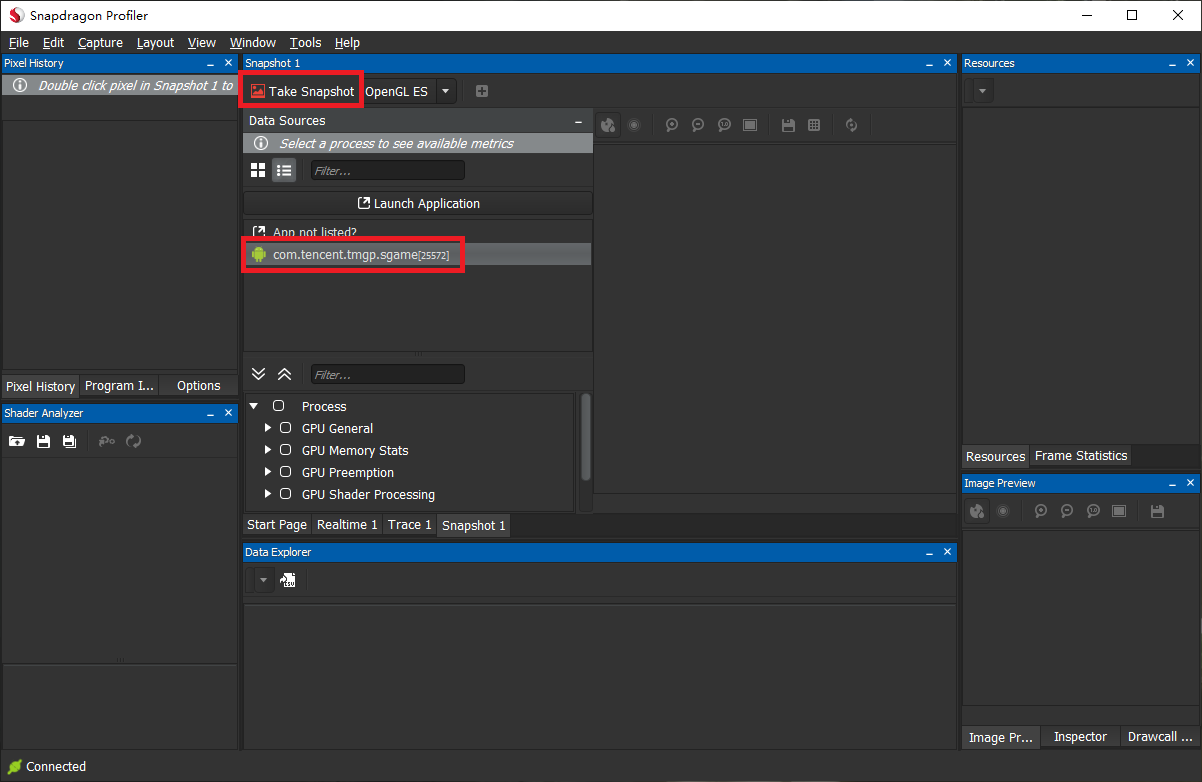 Snapdragon Profiler
File Edit Capture Layout View Window Tools Help
Pixel History
Double click pixel in Snapshot 1 to
Pixel History Program I... Options
Shader Analyzer
Snapshot 1
Take Snapshot OpenGL ES
Data Sources
Select a process to see available metrics
Filter...
Launch Application
App not listed?
com.tencent.tmgp.sgame[25572]
Filter...
Process
GPU General
GPU Memory Stats
GPU Preemption
GPU Shader Processing
Start Page Realtime 1 Trace 1 Snapshot 1
Data Explorer
Resources
Resources Frame Statistics
Image Preview
Image Pr... Inspector Drawcall ...
Connected